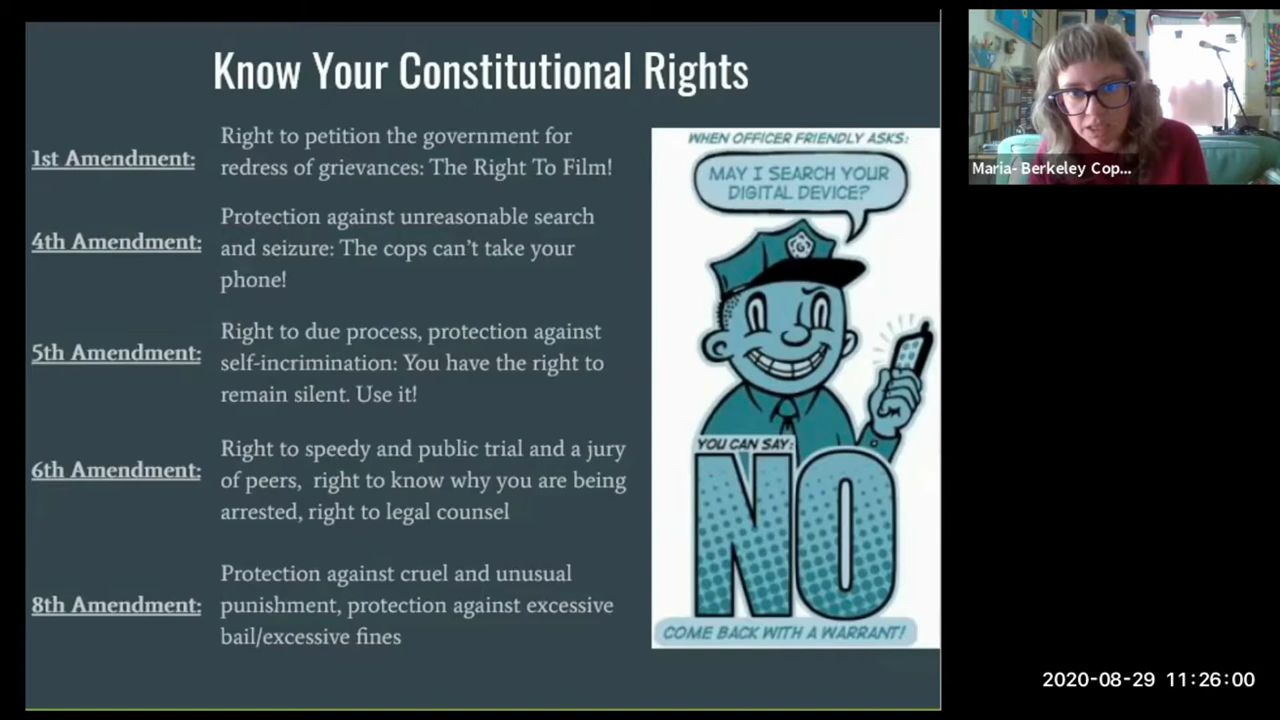 Know Your Constitutional Rights
1st Amendment:
Right to petition the government for
redress of grievances: The Right To Film!
4th Amendment:
Protection against unreasonable search
and seizure: The cops can’t take your
phone!
5th Amendment:
Right to due process, protection against
self-incrimination: You have the right to
remain silent. Use it!
6th Amendment:
Right to speedy and public trial and a jury
of peers, right to know why you are being
arrested, right to legal counsel
8th Amendment:
Protection against cruel and unusual
punishment, protection against excessive
bail/excessive fines
WHEN OFFICER FRIENDLY ASKS:
MAY I SEARCH YOUR
DIGITAL DEVICE?
YOU CAN SAY:
NO
COME BACK WITH A WARRANT!
Maria- Berkeley Cop...
2020-08-29 11:26:00